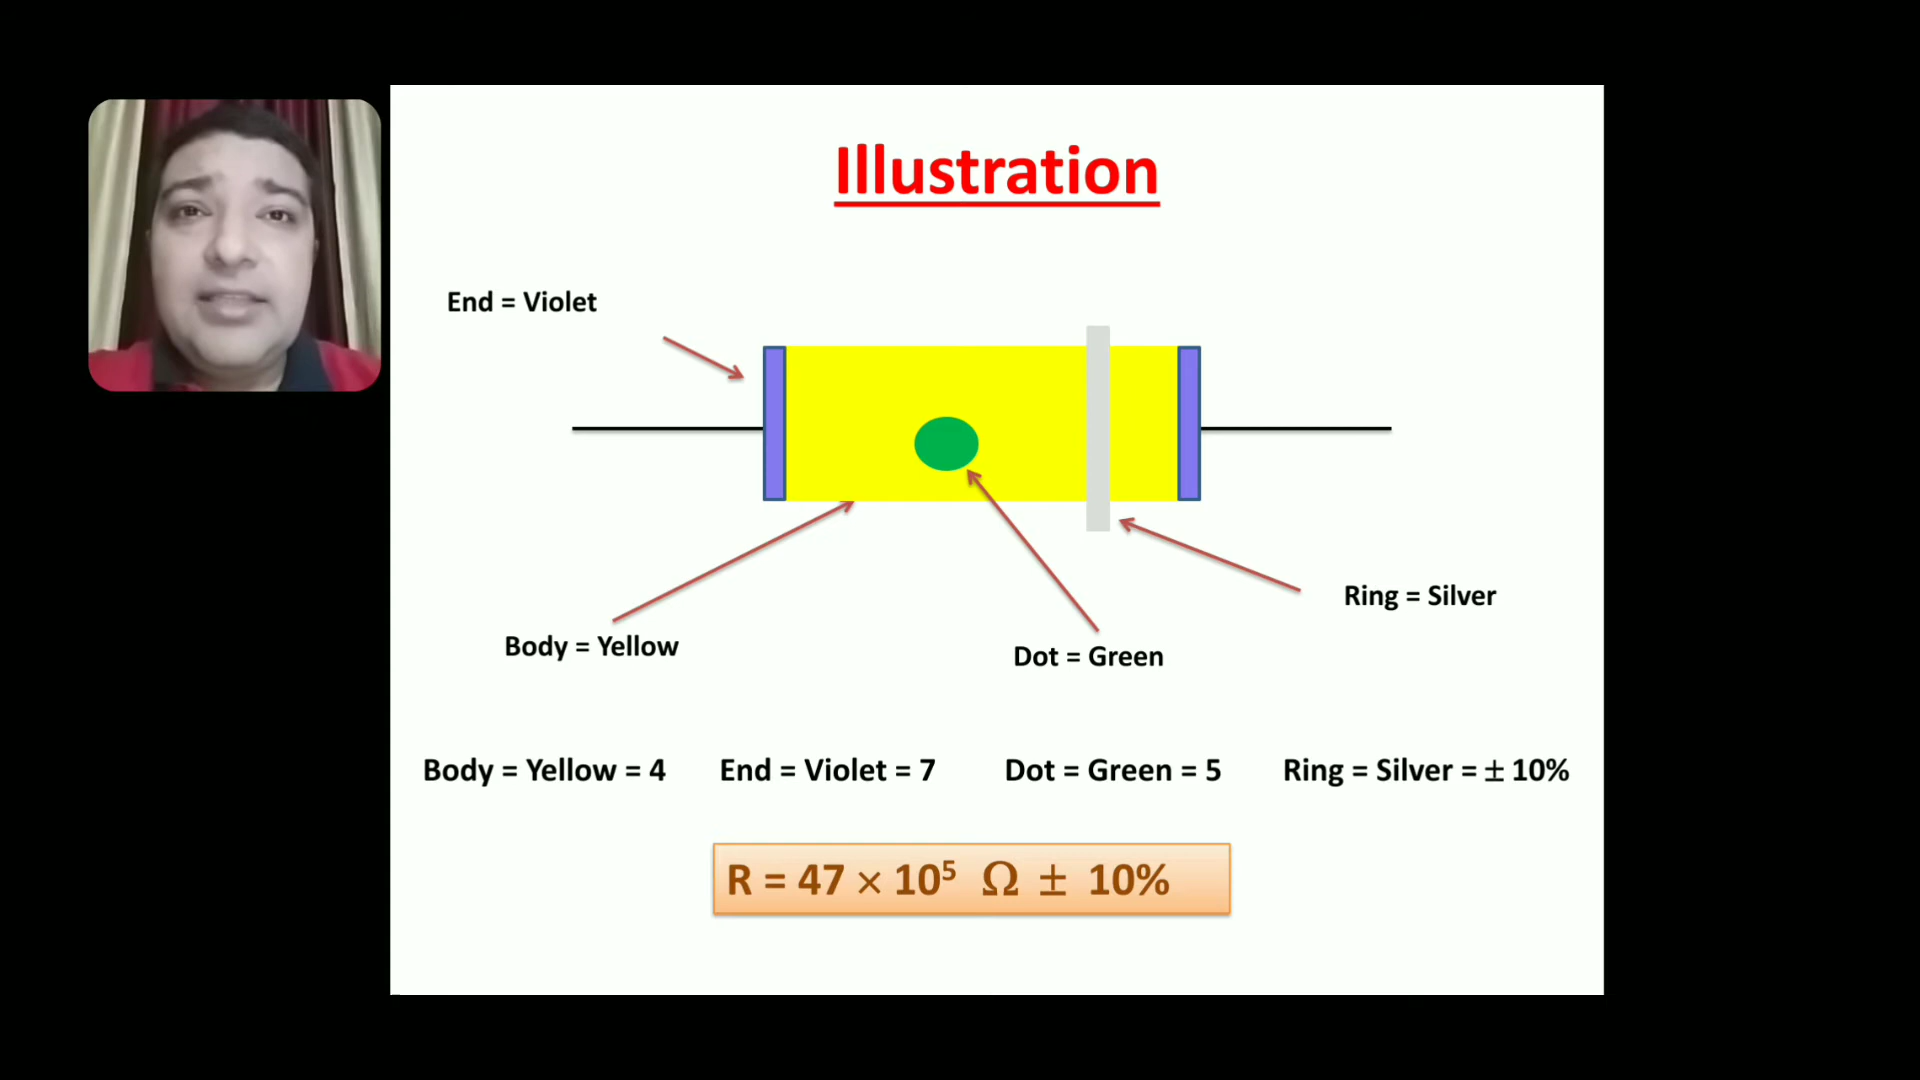 Illustration
End = Violet
Ring = Silver
Body = Yellow
Dot = Green
Body = Yellow = 4 End = Violet = 7 Dot = Green = 5 Ring = Silver = ± 10%
R = 47 × 10⁵ Ω ± 10%